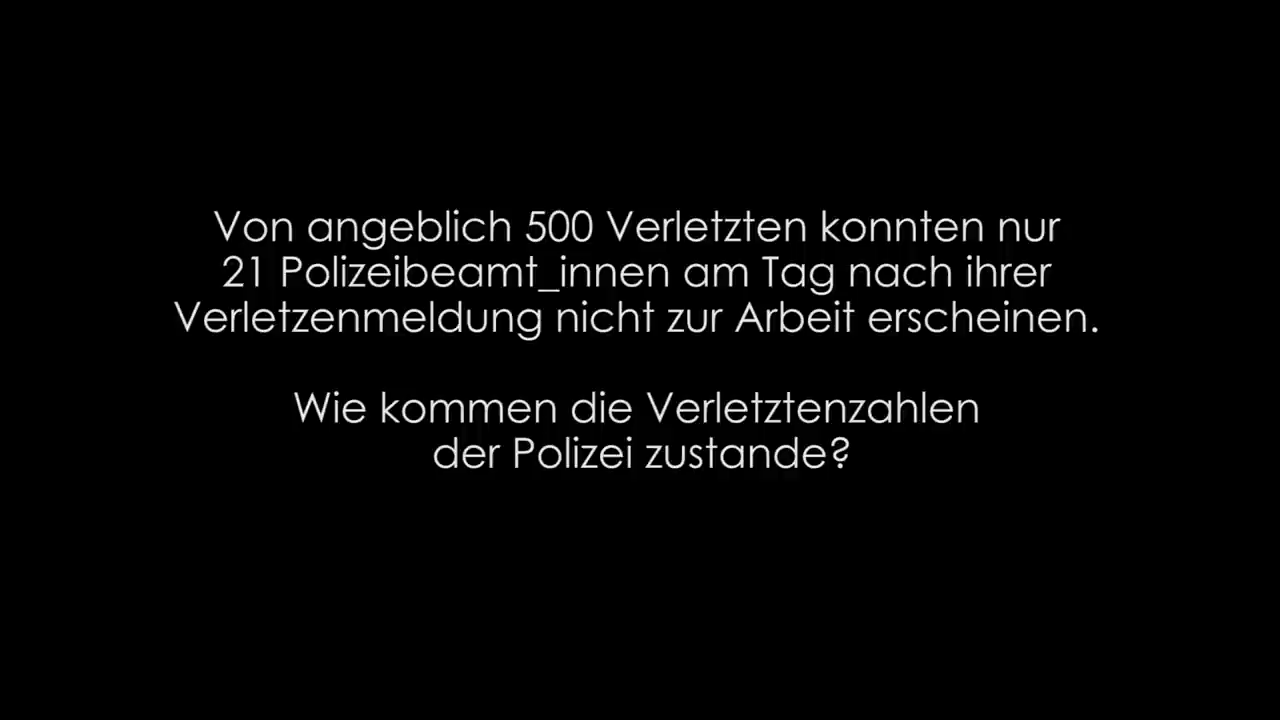 Von angeblich 500 Verletzten konnten nur
21 Polizeibeamt_innen am Tag nach ihrer
Verletzenmeldung nicht zur Arbeit erscheinen.
Wie kommen die Verletztenzahlen
der Polizei zustande?